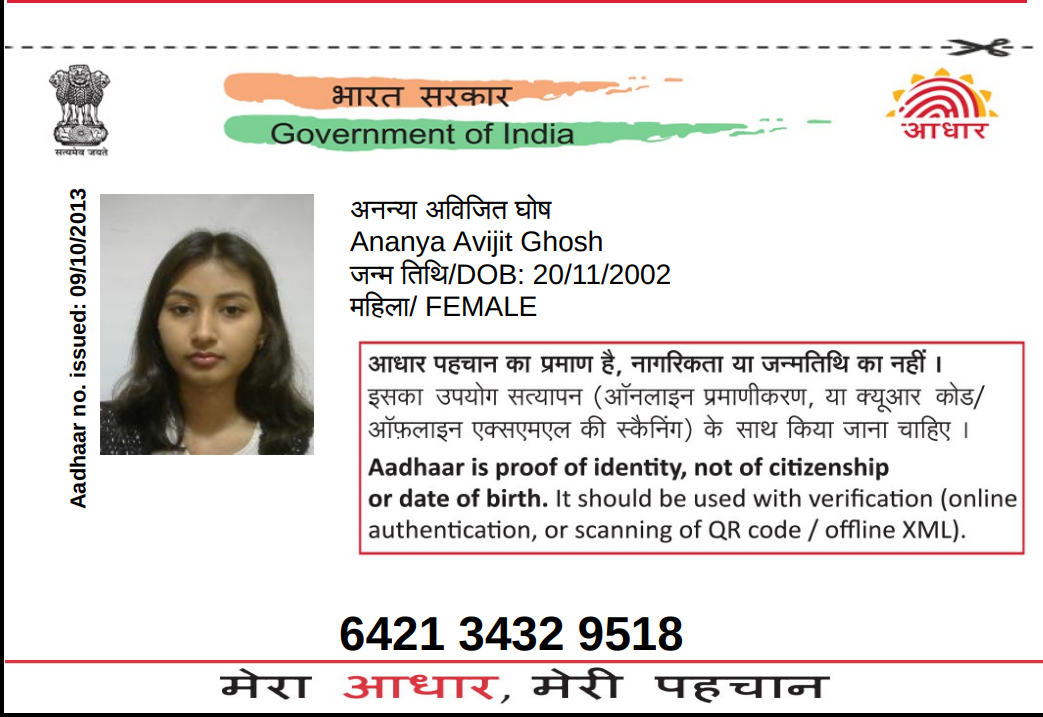 भारत सरकार
Government of India
सत्यमेव जयते
आधार
Aadhaar no. issued: 09/10/2013
अनन्या अविजित घोष
Ananya Avijit Ghosh
जन्म तिथि/DOB: 20/11/2002
महिला/ FEMALE
आधार पहचान का प्रमाण है, नागरिकता या जन्मतिथि का नहीं ।
इसका उपयोग सत्यापन (ऑनलाइन प्रमाणीकरण, या क्यूआर कोड/
ऑफ़लाइन एक्सएमएल की स्कैनिंग) के साथ किया जाना चाहिए ।
Aadhaar is proof of identity, not of citizenship
or date of birth. It should be used with verification (online
authentication, or scanning of QR code / offline XML).
6421 3432 9518
मेरा आधार, मेरी पहचान